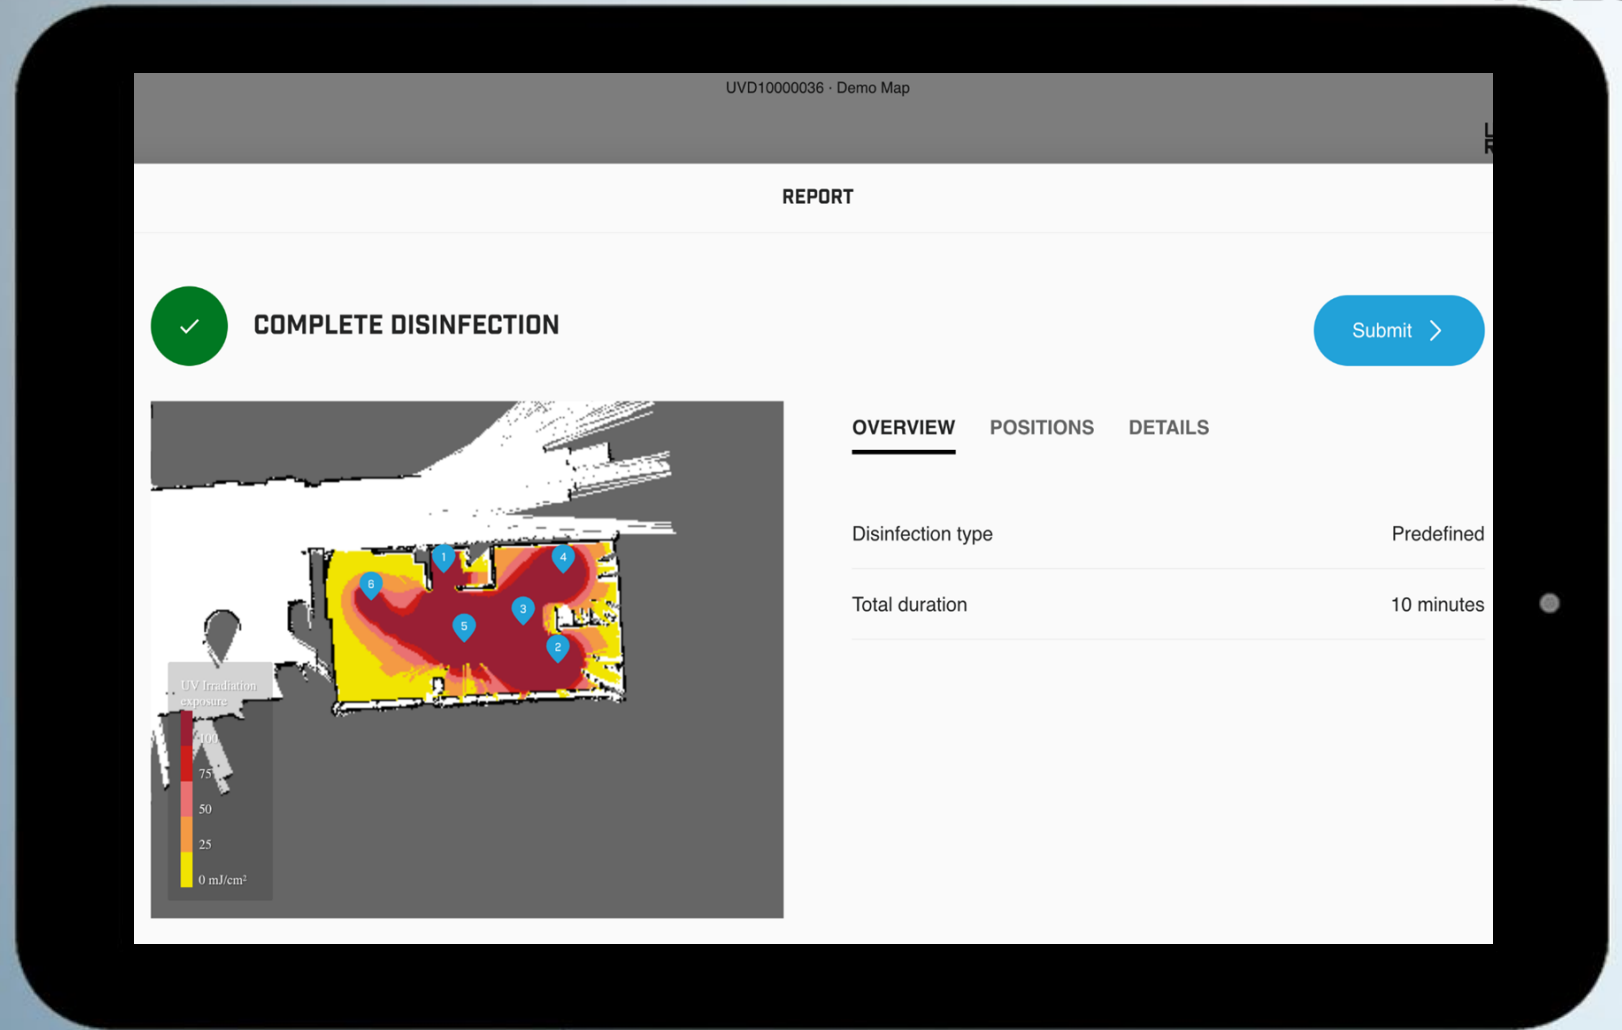 UVD10000036 · Demo Map
REPORT
COMPLETE DISINFECTION
Submit
OVERVIEW POSITIONS DETAILS
Disinfection type Predefined
Total duration 10 minutes
1
4
6
3
5
2
UV Irradiation
exposure
100
75
50
25
0 mJ/cm²